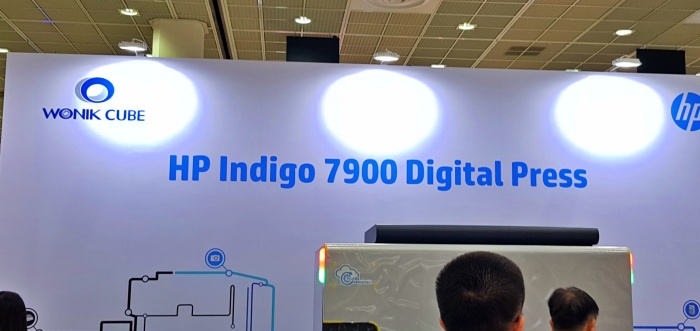 WONIK CUBE
hp
HP Indigo 7900 Digital Press